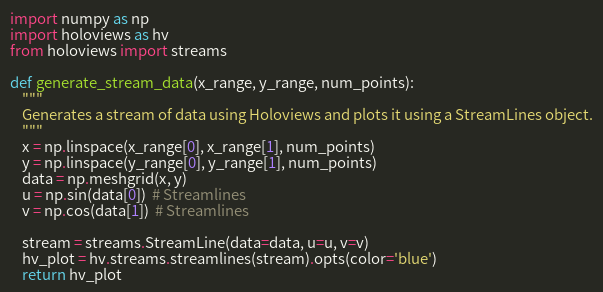 import numpy as np
import holoviews as hv
from holoviews import streams

def generate_stream_data(x_range, y_range, num_points):
    """
    Generates a stream of data using Holoviews and plots it using a StreamLines object.
    """
    x = np.linspace(x_range[0], x_range[1], num_points)
    y = np.linspace(y_range[0], y_range[1], num_points)
    data = np.meshgrid(x, y)
    u = np.sin(data[0])  # Streamlines
    v = np.cos(data[1])  # Streamlines

    stream = streams.StreamLine(data=data, u=u, v=v)
    hv_plot = hv.streams.streamlines(stream).opts(color='blue')
    return hv_plot